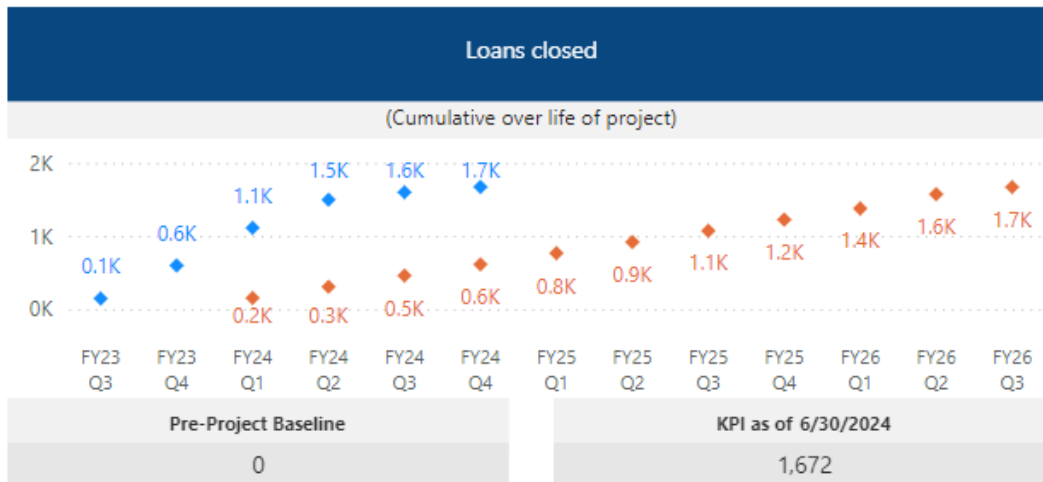 Loans closed
(Cumulative over life of project)
2K
1.5K 1.6K 1.7K
1.1K
0.6K
1K
0.1K
1.7K
1.6K
1.4K
1.2K
1.1K
0.9K
0.8K
0.6K
0.5K
0.3K
0.2K
0K
FY23 FY23 FY24 FY24 FY24 FY24 FY25 FY25 FY25 FY25 FY26 FY26 FY26
Q3 Q4 Q1 Q2 Q3 Q4 Q1 Q2 Q3 Q4 Q1 Q2 Q3
Pre-Project Baseline KPI as of 6/30/2024
0 1,672